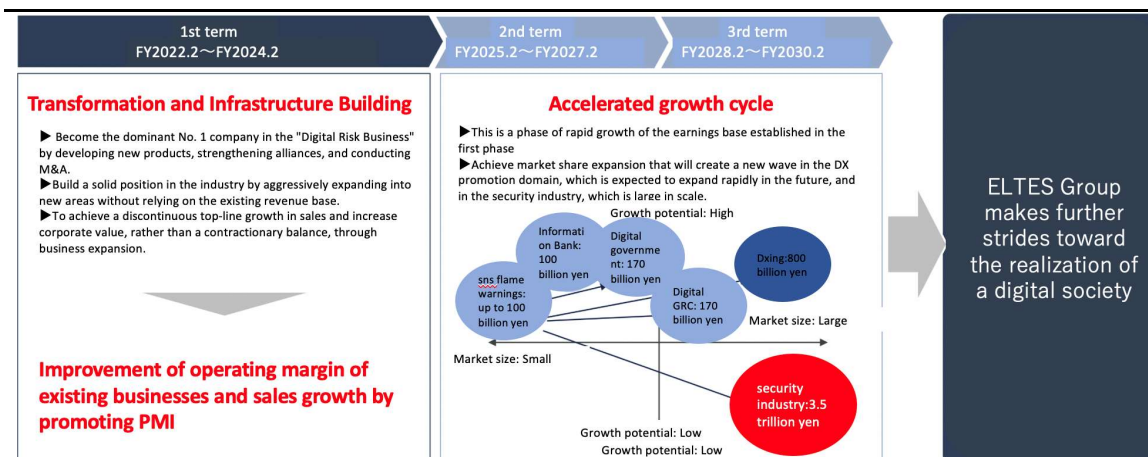 1st term
FY2022.2～FY2024.2
2nd term
FY2025.2～FY2027.2
3rd term
FY2028.2～FY2030.2
Transformation and Infrastructure Building
▶ Become the dominant No. 1 company in the "Digital Risk Business"
by developing new products, strengthening alliances, and conducting
M&A.
▶Build a solid position in the industry by aggressively expanding into
new areas without relying on the existing revenue base.
▶To achieve a discontinuous top-line growth in sales and increase
corporate value, rather than a contractionary balance, through
business expansion.
Improvement of operating margin of
existing businesses and sales growth by
promoting PMI
Accelerated growth cycle
▶This is a phase of rapid growth of the earnings base established in the
first phase
▶Achieve market share expansion that will create a new wave in the DX
promotion domain, which is expected to expand rapidly in the future, and
in the security industry, which is large in scale.
Growth potential: High
Informati
on Bank:
100
billion yen
Digital
governme
nt: 170
billion yen
Dxing:800
billion yen
sns flame
warnings:
up to 100
billion yen
Digital
GRC: 170
billion yen
Market size: Large
Market size: Small
security
industry:3.5
trillion yen
Growth potential: Low
Growth potential: Low
ELTES Group
makes further
strides toward
the realization of
a digital society